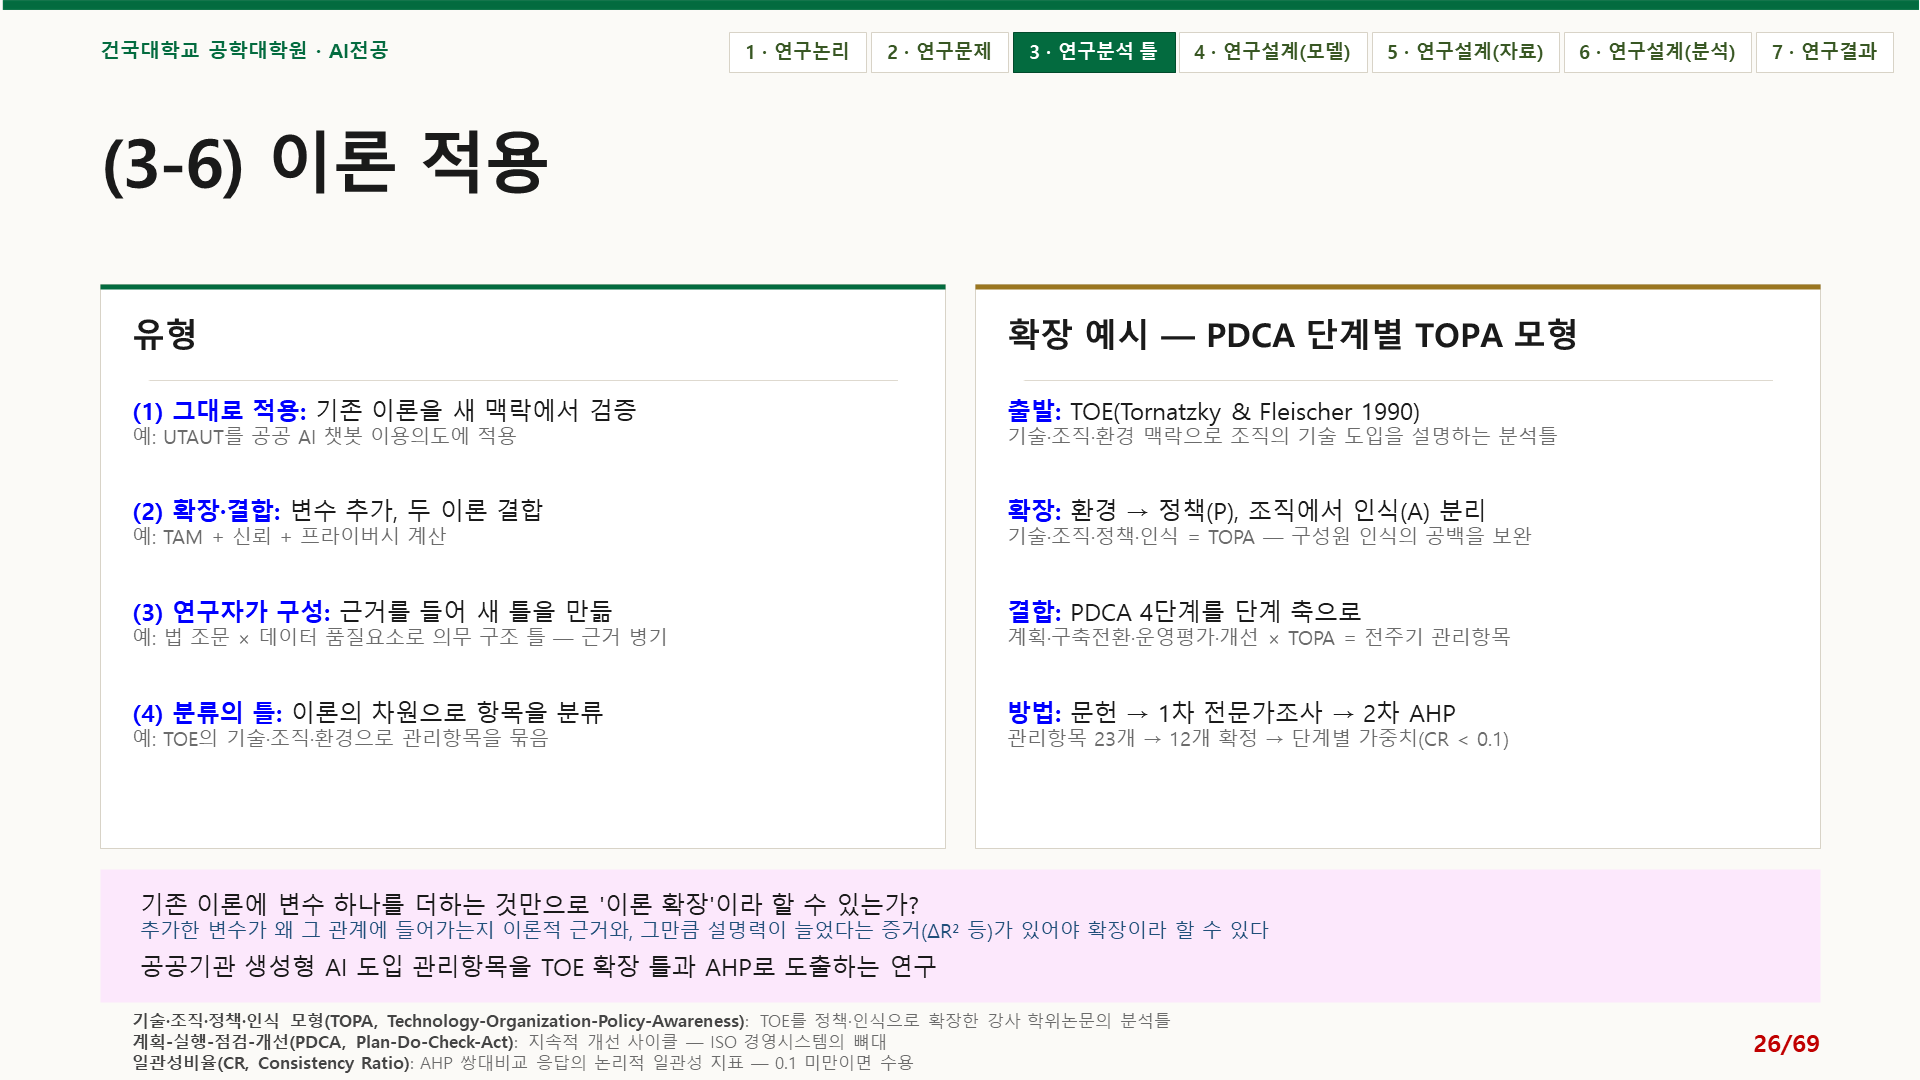 건국대학교 공학대학원 · AI전공
1 · 연구논리
2 · 연구문제
3 · 연구분석 틀
4 · 연구설계(모델)
5 · 연구설계(자료)
6 · 연구설계(분석)
7 · 연구결과
(3-6) 이론 적용
유형
(1) 그대로 적용: 기존 이론을 새 맥락에서 검증
예: UTAUT를 공공 AI 챗봇 이용의도에 적용
(2) 확장·결합: 변수 추가, 두 이론 결합
예: TAM + 신뢰 + 프라이버시 계산
(3) 연구자가 구성: 근거를 들어 새 틀을 만듦
예: 법 조문 × 데이터 품질요소로 의무 구조 틀 — 근거 병기
(4) 분류의 틀: 이론의 차원으로 항목을 분류
예: TOE의 기술·조직·환경으로 관리항목을 묶음
확장 예시 — PDCA 단계별 TOPA 모형
출발: TOE(Tornatzky & Fleischer 1990)
기술·조직·환경 맥락으로 조직의 기술 도입을 설명하는 분석틀
확장: 환경 → 정책(P), 조직에서 인식(A) 분리
기술·조직·정책·인식 = TOPA — 구성원 인식의 공백을 보완
결합: PDCA 4단계를 단계 축으로
계획·구축전환·운영평가·개선 × TOPA = 전주기 관리항목
방법: 문헌 → 1차 전문가조사 → 2차 AHP
관리항목 23개 → 12개 확정 → 단계별 가중치(CR < 0.1)
기존 이론에 변수 하나를 더하는 것만으로 '이론 확장'이라 할 수 있는가?
추가한 변수가 왜 그 관계에 들어가는지 이론적 근거와, 그만큼 설명력이 늘었다는 증거(ΔR² 등)가 있어야 확장이라 할 수 있다
공공기관 생성형 AI 도입 관리항목을 TOE 확장 틀과 AHP로 도출하는 연구
기술·조직·정책·인식 모형(TOPA, Technology-Organization-Policy-Awareness): TOE를 정책·인식으로 확장한 강사 학위논문의 분석틀
계획-실행-점검-개선(PDCA, Plan-Do-Check-Act): 지속적 개선 사이클 — ISO 경영시스템의 뼈대
일관성비율(CR, Consistency Ratio): AHP 쌍대비교 응답의 논리적 일관성 지표 — 0.1 미만이면 수용
26/69